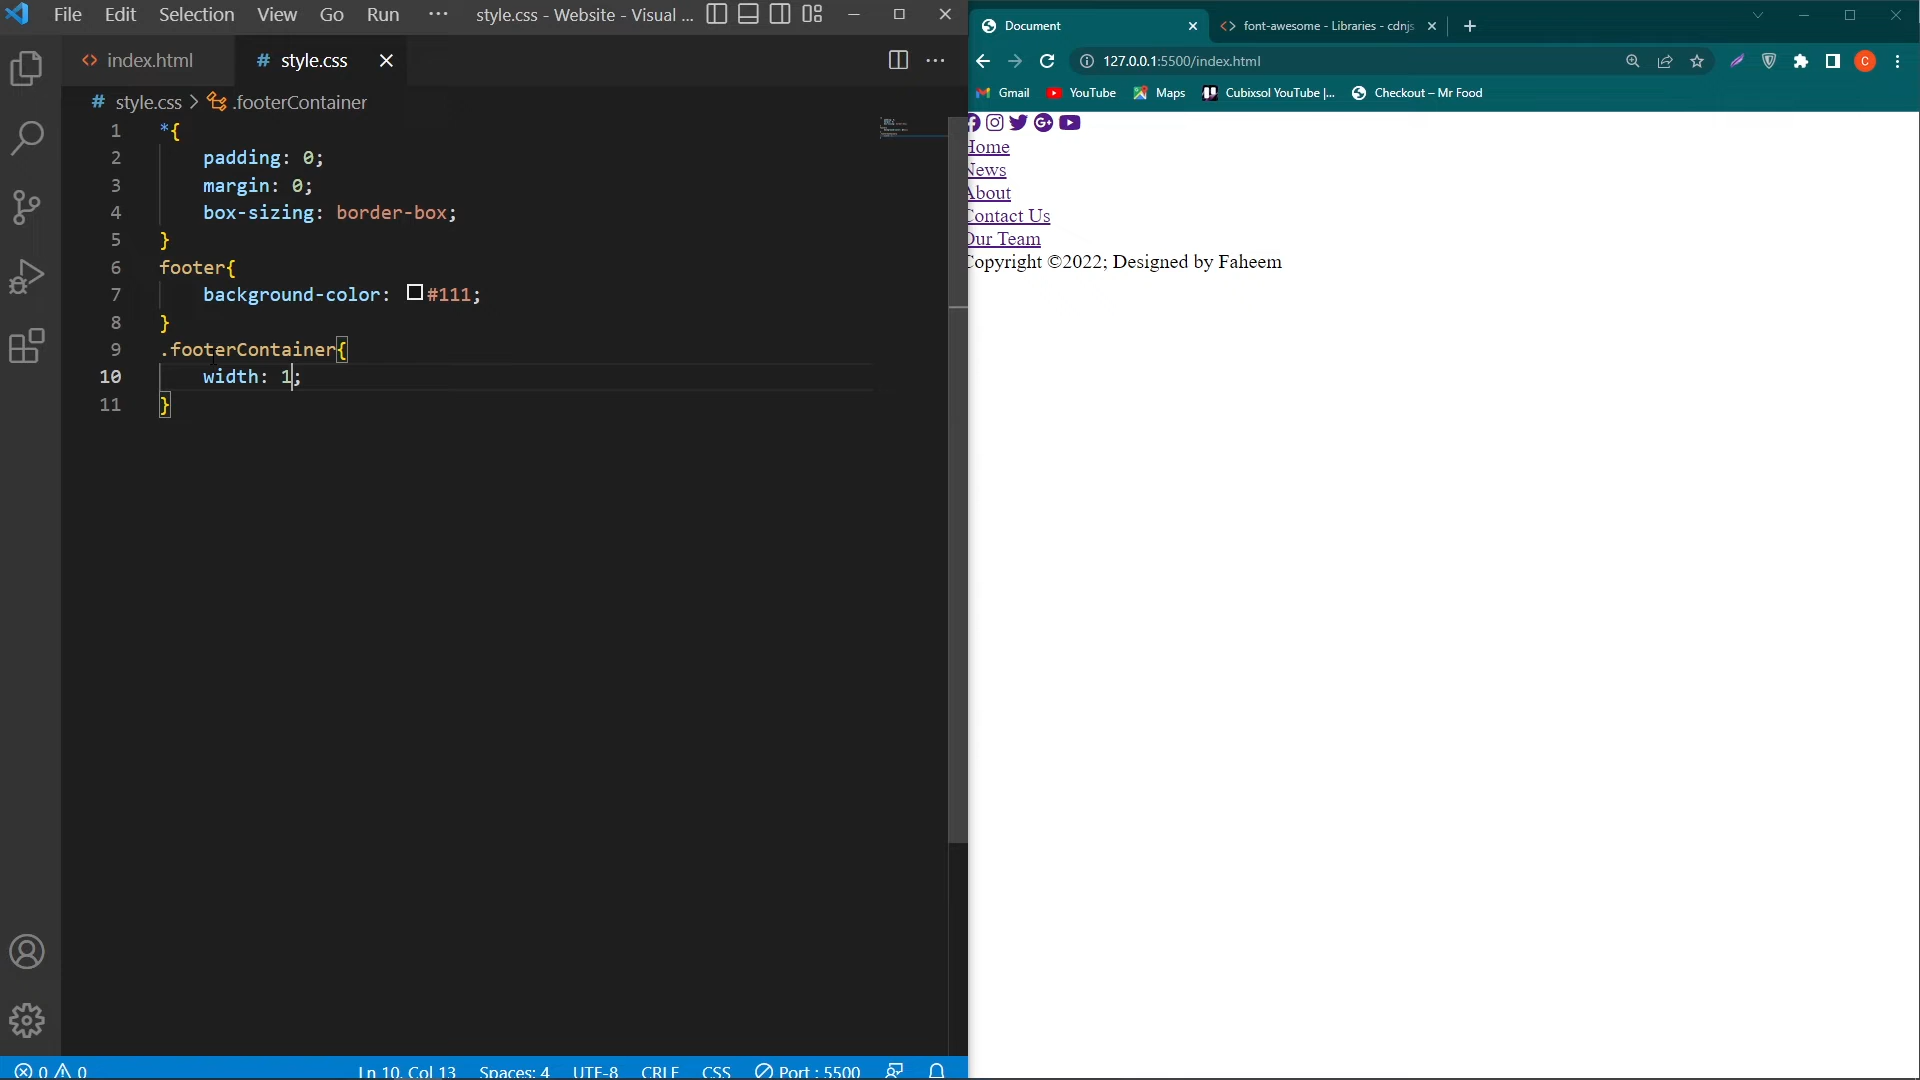 File Edit Selection View Go Run ··· style.css - Website - Visual ...
index.html # style.css
# style.css > .footerContainer
1 *{
2 padding: 0;
3 margin: 0;
4 box-sizing: border-box;
5 }
6 footer{
7 background-color: #111;
8 }
9 .footerContainer{
10 width: 1;
11 }
0 0 Ln 10, Col 13 Spaces: 4 UTF-8 CRLF CSS Port : 5500
Document font-awesome - Libraries - cdnjs
127.0.0.1:5500/index.html C
Gmail YouTube Maps Cubixsol YouTube |... Checkout – Mr Food
Home
News
About
Contact Us
Our Team
Copyright ©2022; Designed by Faheem